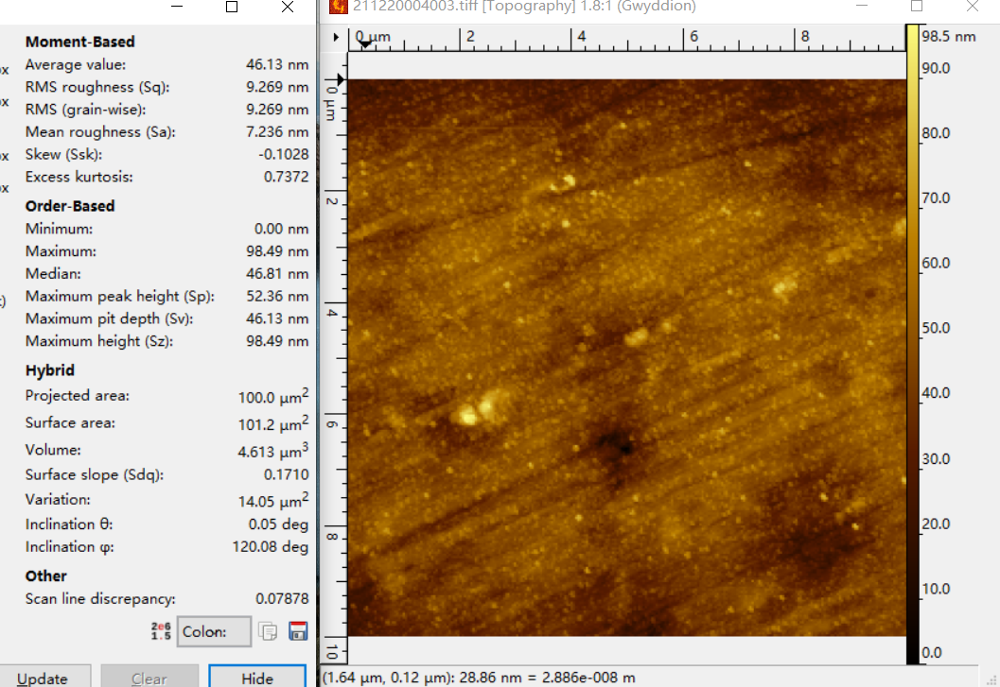 211220004003.tiff [Topography] 1.8:1 (Gwyddion)
Moment-Based
Average value: 46.13 nm
RMS roughness (Sq): 9.269 nm
RMS (grain-wise): 9.269 nm
Mean roughness (Sa): 7.236 nm
Skew (Ssk): -0.1028
Excess kurtosis: 0.7372
Order-Based
Minimum: 0.00 nm
Maximum: 98.49 nm
Median: 46.81 nm
Maximum peak height (Sp): 52.36 nm
Maximum pit depth (Sv): 46.13 nm
Maximum height (Sz): 98.49 nm
Hybrid
Projected area: 100.0 µm²
Surface area: 101.2 µm²
Volume: 4.613 µm³
Surface slope (Sdq): 0.1710
Variation: 14.05 µm²
Inclination θ: 0.05 deg
Inclination φ: 120.08 deg
Other
Scan line discrepancy: 0.07878
2e6
1.5
Colon:
Update Clear Hide
0 µm 2 4 6 8
0 µm
2
4
6
8
10
98.5 nm
90.0
80.0
70.0
60.0
50.0
40.0
30.0
20.0
10.0
0.0
(1.64 µm, 0.12 µm): 28.86 nm = 2.886e-008 m